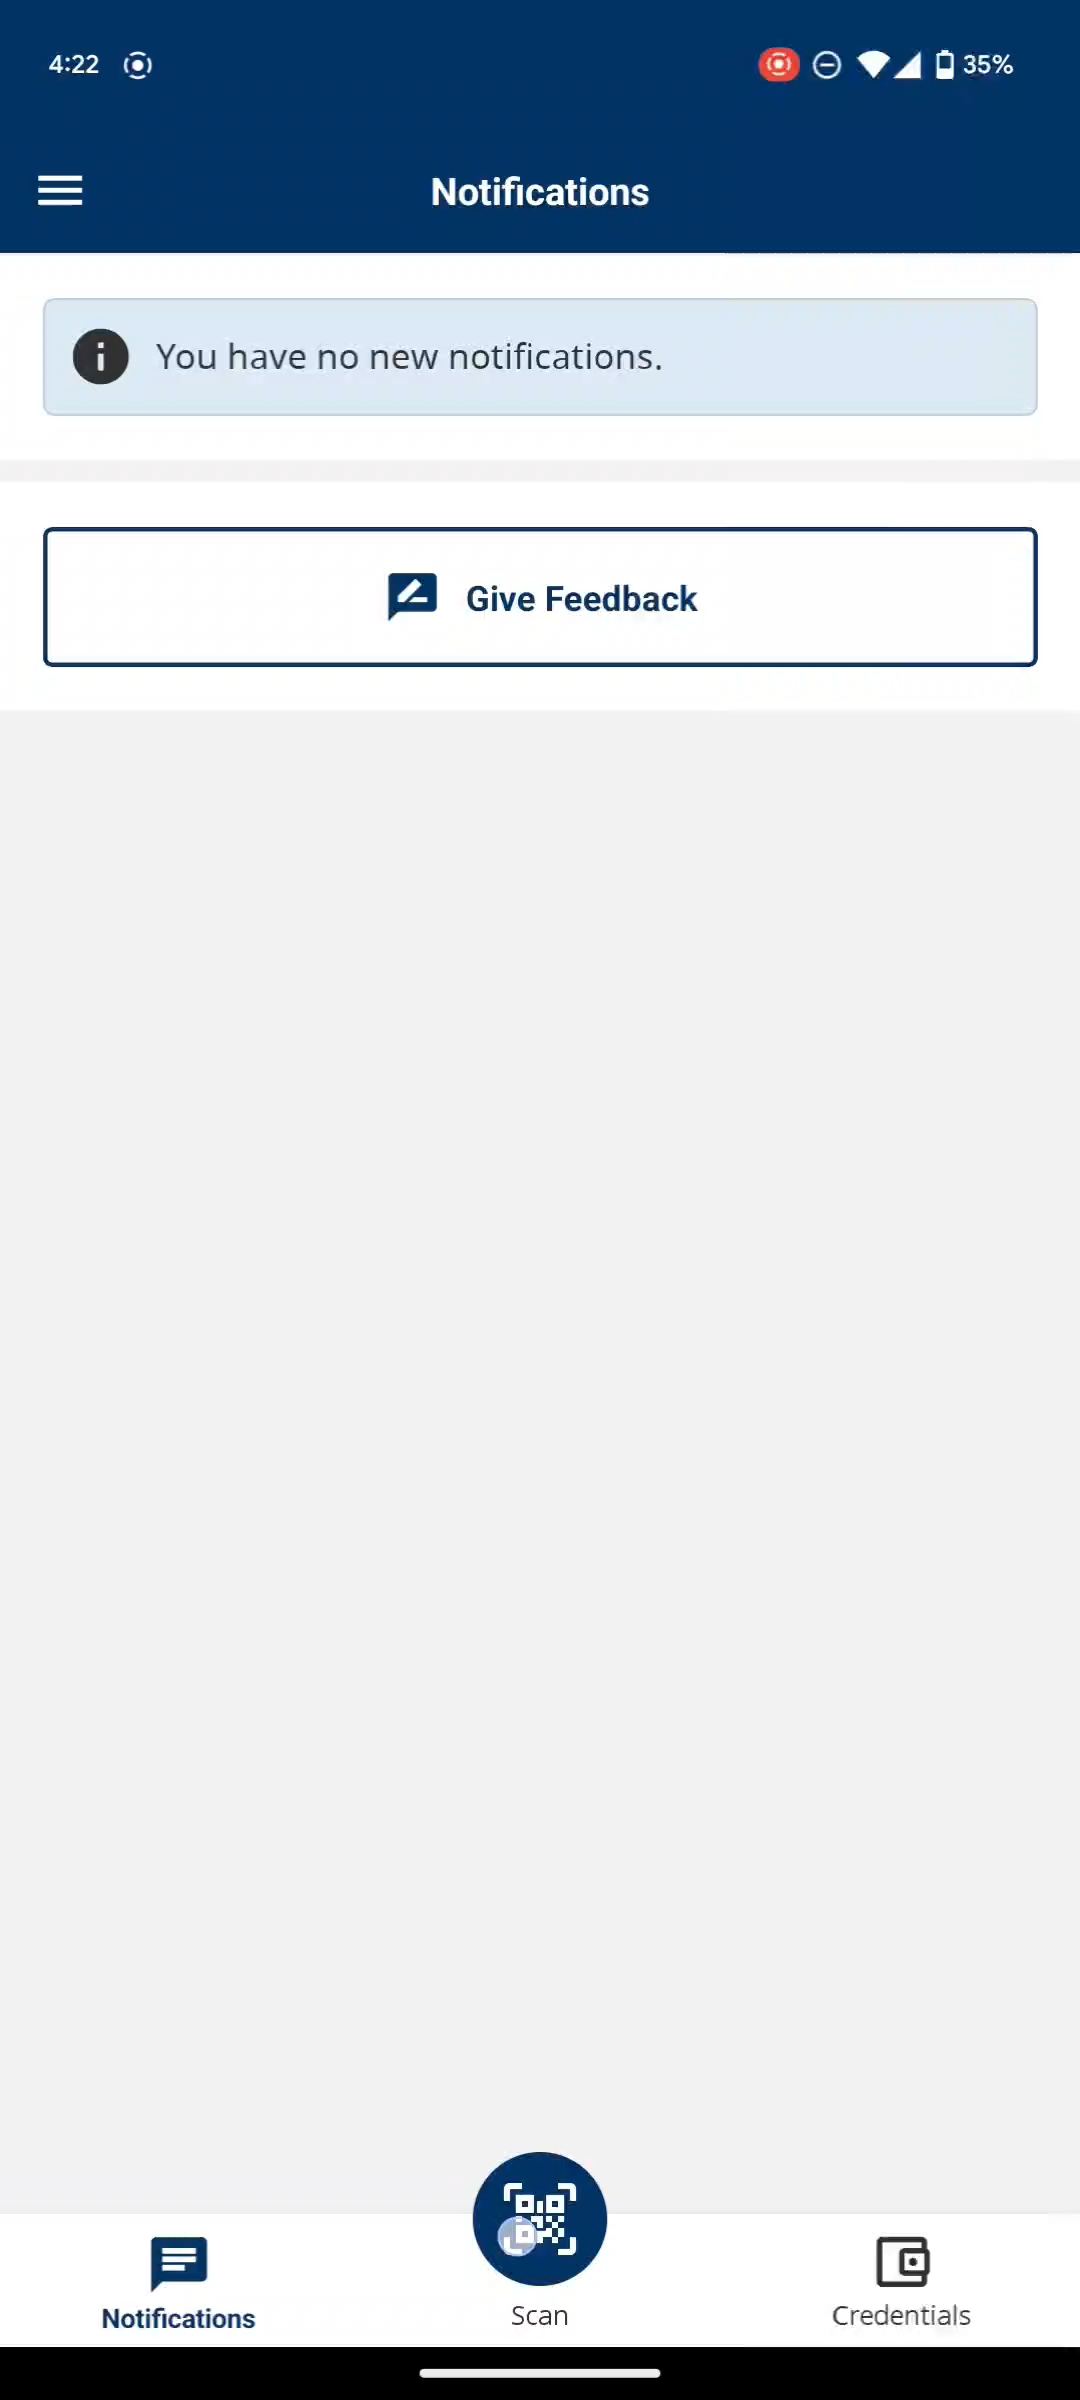 4:22
35%
Notifications
You have no new notifications.
Give Feedback
Notifications
Scan
Credentials